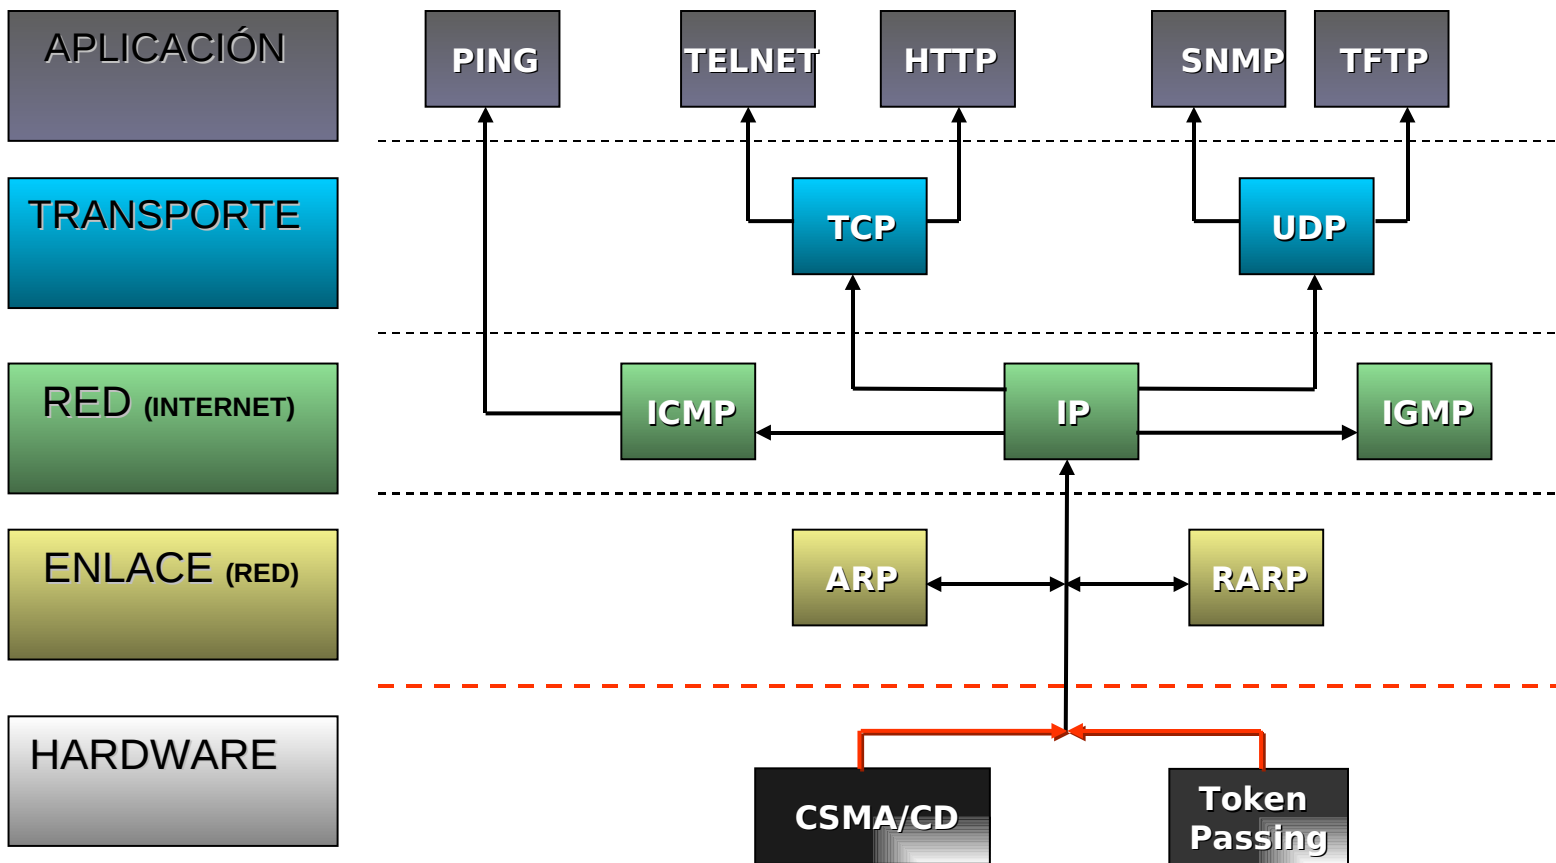 APLICACIÓN
PING
TELNET
HTTP
SNMP
TFTP
TRANSPORTE
TCP
UDP
RED (INTERNET)
ICMP
IP
IGMP
ENLACE (RED)
ARP
RARP
HARDWARE
CSMA/CD
Token
Passing